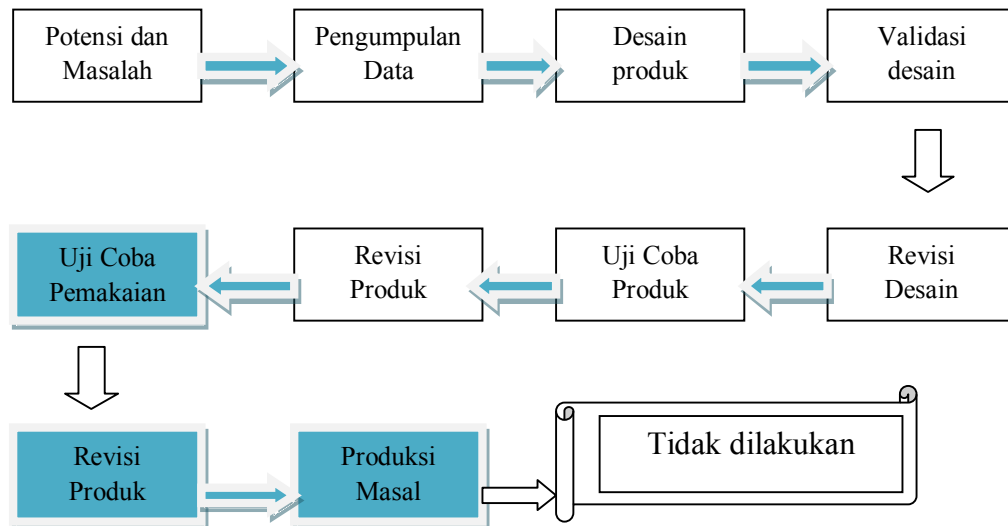 Potensi dan
Masalah
Pengumpulan
Data
Desain
produk
Validasi
desain
Uji Coba
Pemakaian
Revisi
Produk
Uji Coba
Produk
Revisi
Desain
Revisi
Produk
Produksi
Masal
Tidak dilakukan